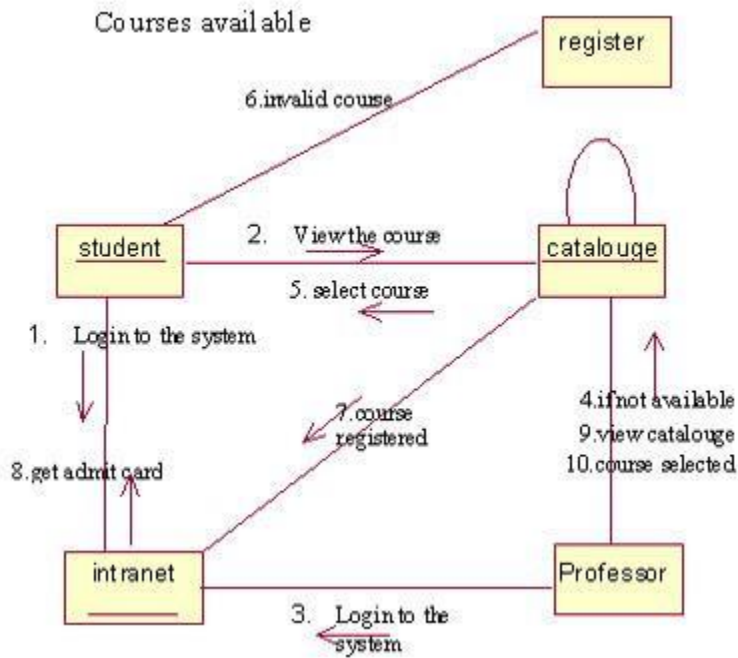 Courses available
register
6.invalid course
student
2. View the course
catalouge
5. select course
1. Login to the system
7.course
registered
4.if not available
9.view catalouge
10.course selected
8.get admit card
intranet
Professor
3. Login to the
system